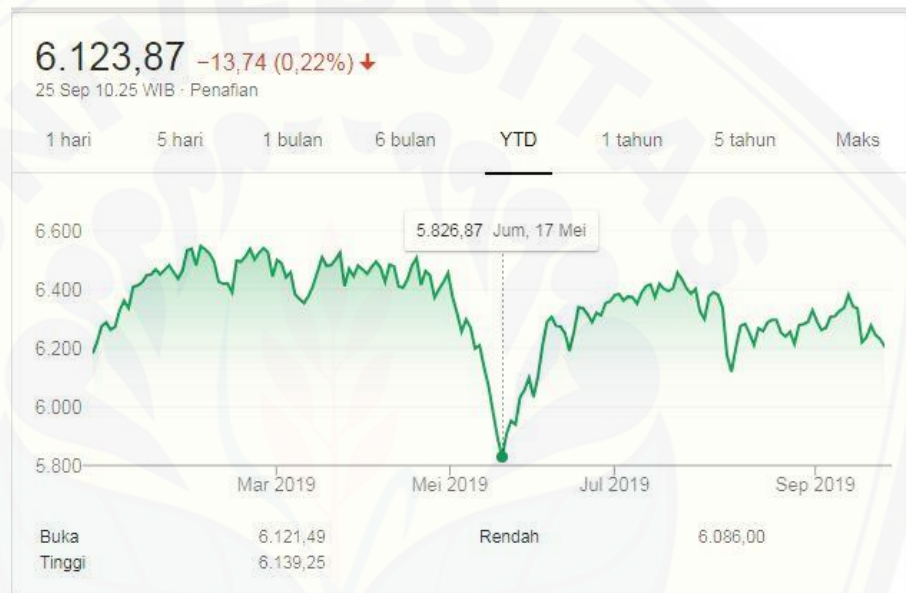 UNIVERSITAS
6.123,87 −13,74 (0,22%)
25 Sep 10.25 WIB · Penafian
1 hari 5 hari 1 bulan 6 bulan YTD 1 tahun 5 tahun Maks
5.826,87 Jum, 17 Mei
6.600
6.400
6.200
6.000
5.800
Mar 2019 Mei 2019 Jul 2019 Sep 2019
Buka 6.121,49 Rendah 6.086,00
Tinggi 6.139,25